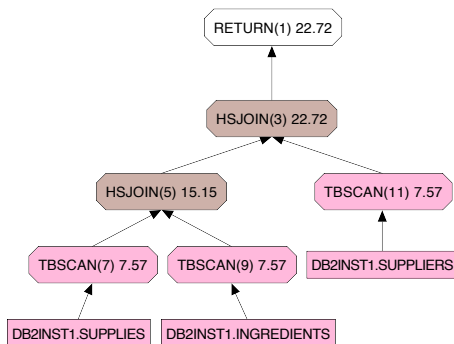 RETURN(1) 22.72
HSJOIN(3) 22.72
HSJOIN(5) 15.15
TBSCAN(11) 7.57
TBSCAN(7) 7.57
TBSCAN(9) 7.57
DB2INST1.SUPPLIERS
DB2INST1.SUPPLIES
DB2INST1.INGREDIENTS